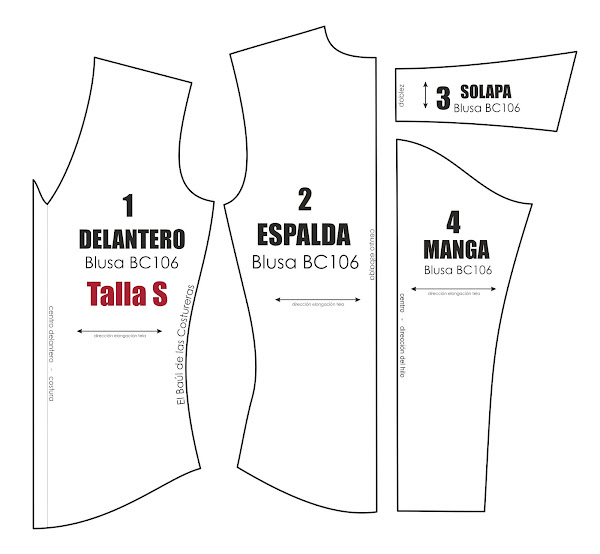 1
DELANTERO
Blusa BC106
Talla S
dirección elongación tela
centro delantero - costura
El Baúl de las Costureras
2
ESPALDA
Blusa BC106
dirección elongación tela
centro espalda
doblez
3 SOLAPA
Blusa BC106
4
MANGA
Blusa BC106
dirección elongación tela
centro - dirección del hilo